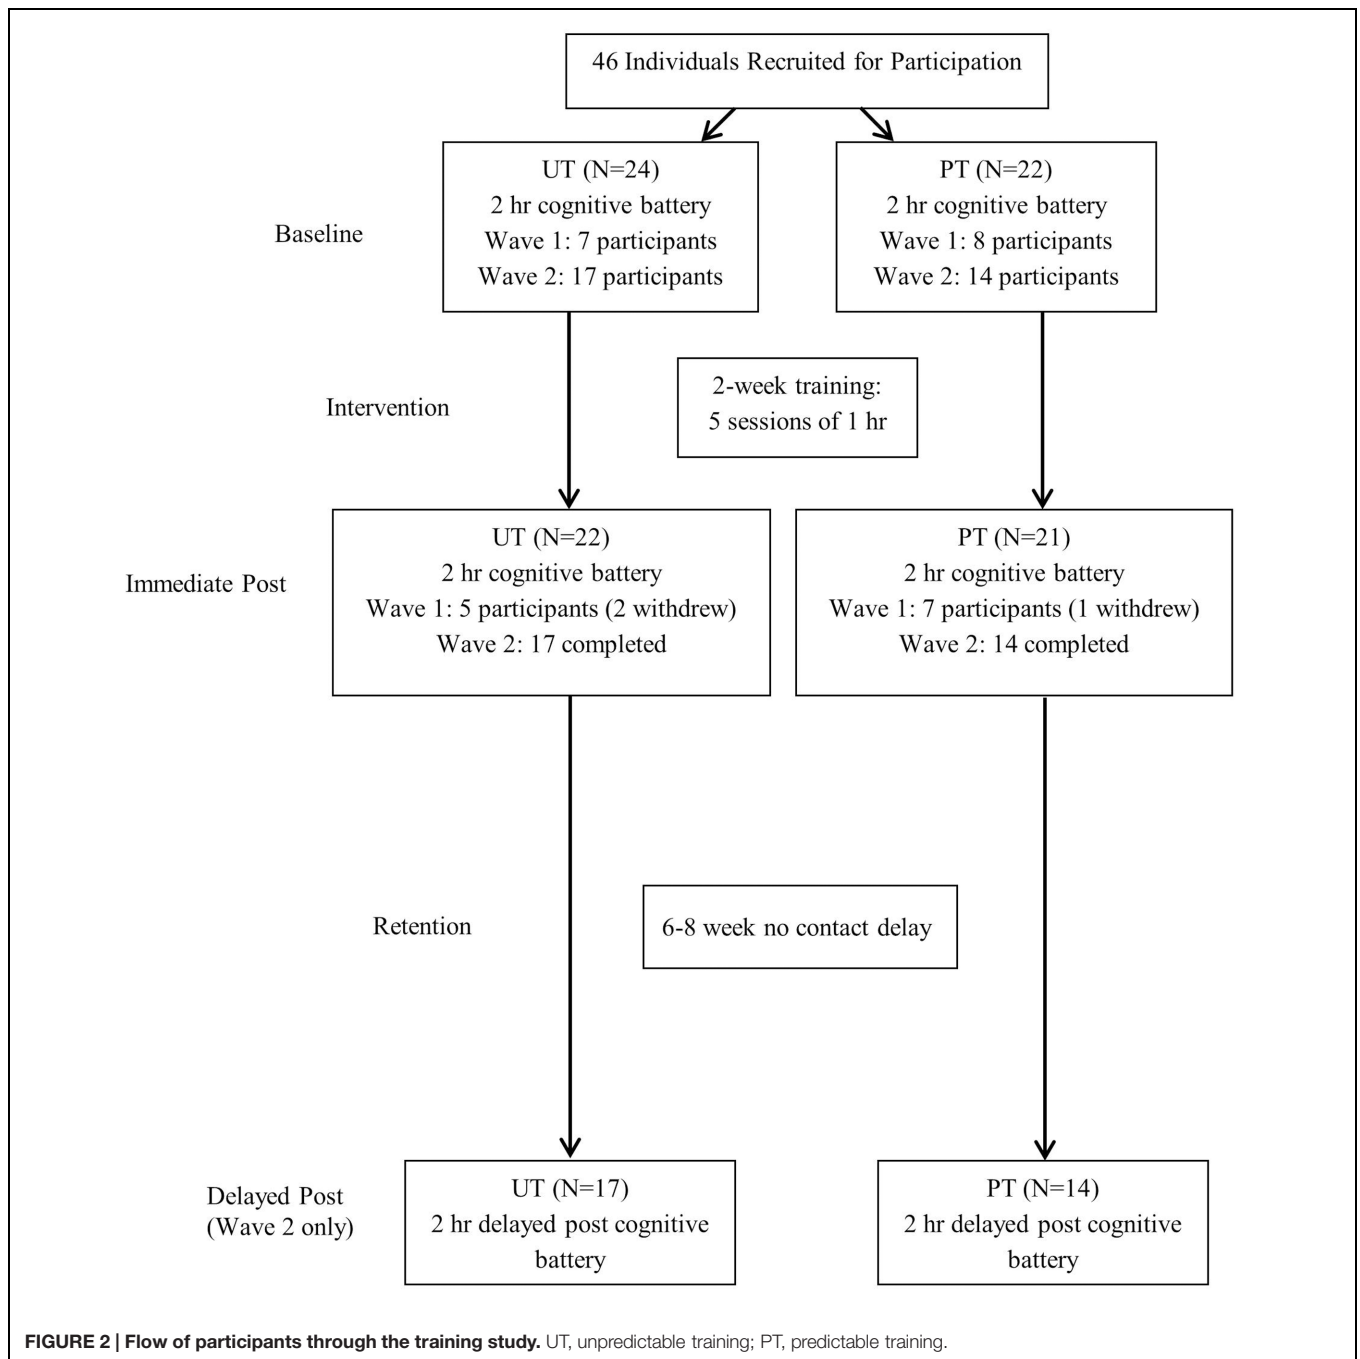 46 Individuals Recruited for Participation
Baseline
UT (N=24)
2 hr cognitive battery
Wave 1: 7 participants
Wave 2: 17 participants
PT (N=22)
2 hr cognitive battery
Wave 1: 8 participants
Wave 2: 14 participants
Intervention
2-week training:
5 sessions of 1 hr
Immediate Post
UT (N=22)
2 hr cognitive battery
Wave 1: 5 participants (2 withdrew)
Wave 2: 17 completed
PT (N=21)
2 hr cognitive battery
Wave 1: 7 participants (1 withdrew)
Wave 2: 14 completed
Retention
6-8 week no contact delay
Delayed Post
(Wave 2 only)
UT (N=17)
2 hr delayed post cognitive
battery
PT (N=14)
2 hr delayed post cognitive
battery
FIGURE 2 | Flow of participants through the training study. UT, unpredictable training; PT, predictable training.